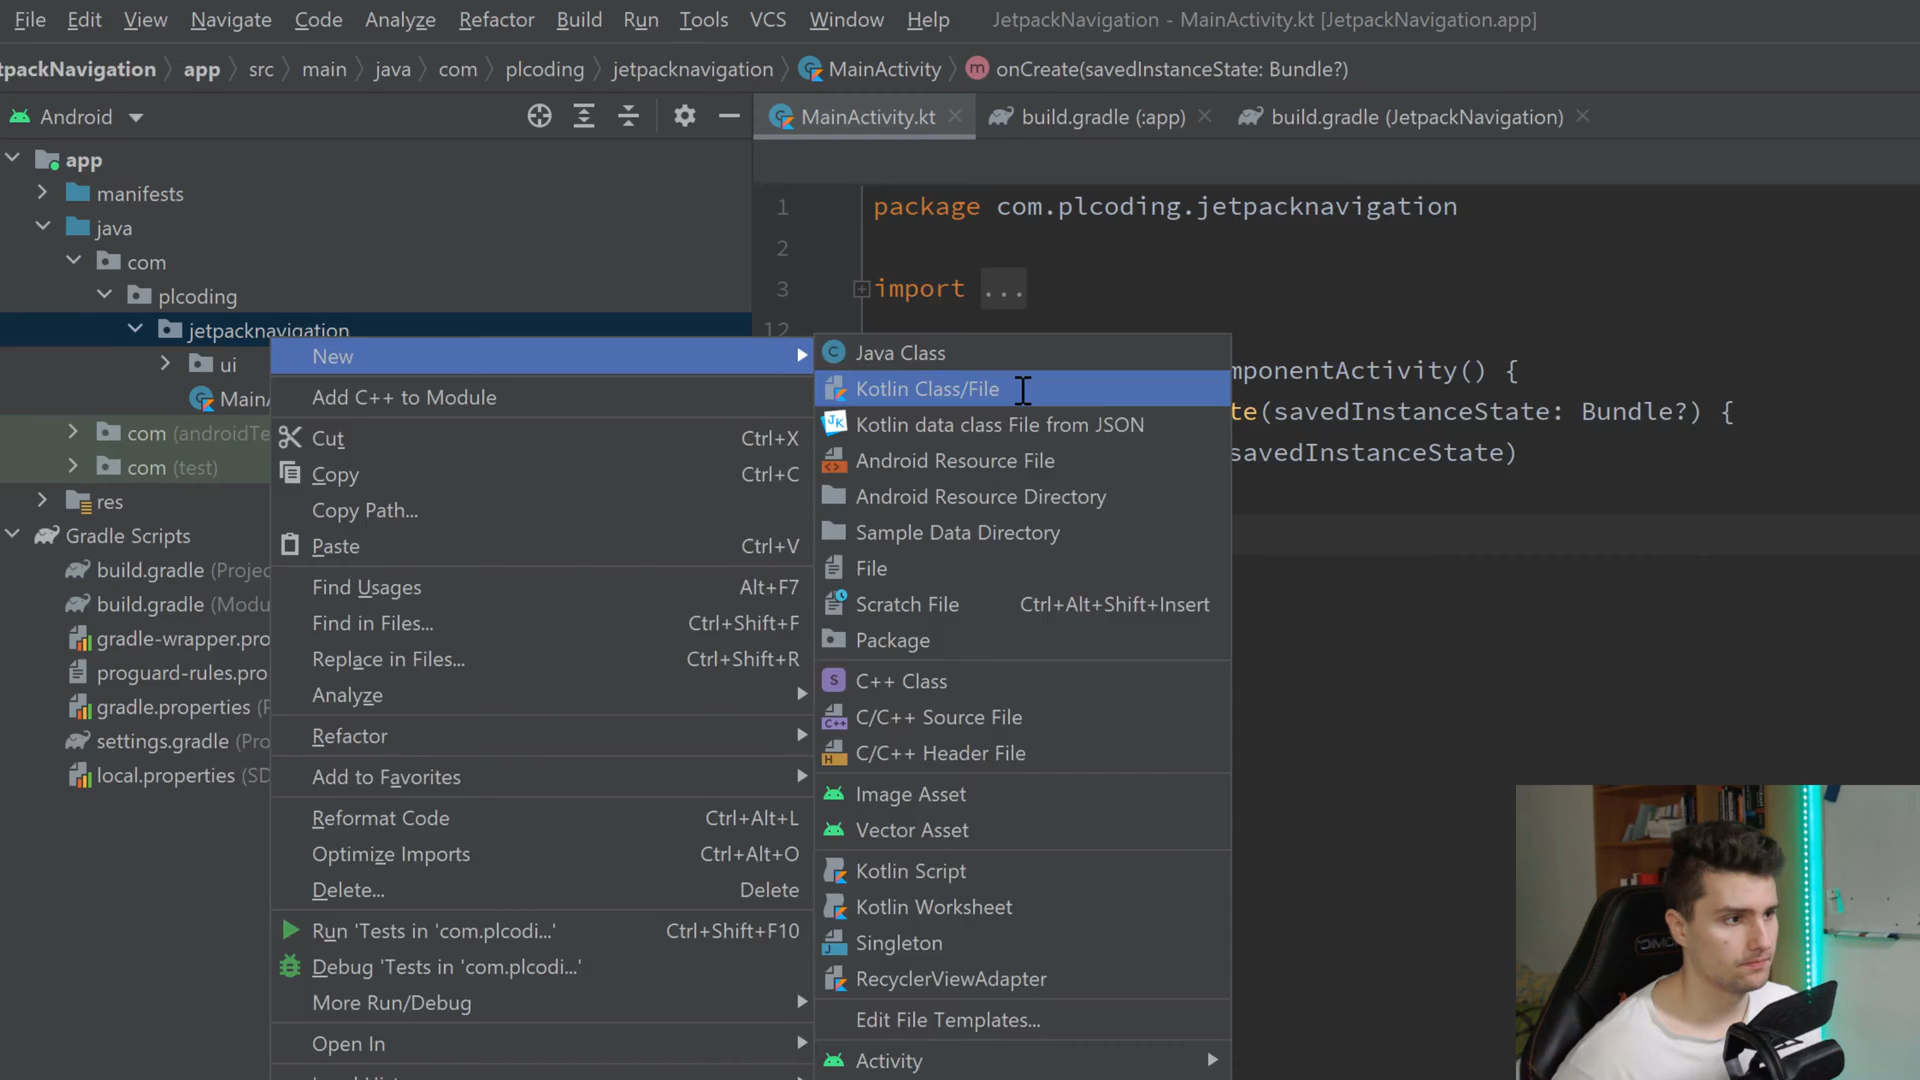 File Edit View Navigate Code Analyze Refactor Build Run Tools VCS Window Help JetpackNavigation - MainActivity.kt [JetpackNavigation.app]
tpackNavigation app src main java com plcoding jetpacknavigation MainActivity onCreate(savedInstanceState: Bundle?)
Android
MainActivity.kt build.gradle (:app) build.gradle (JetpackNavigation)
app
manifests
java
com
plcoding
jetpacknavigation
ui
Main
com (androidTe
com (test)
res
Gradle Scripts
build.gradle (Projec
build.gradle (Modu
gradle-wrapper.pro
proguard-rules.pro
gradle.properties (P
settings.gradle (Pro
local.properties (SD
New
Add C++ to Module
Cut Ctrl+X
Copy Ctrl+C
Copy Path...
Paste Ctrl+V
Find Usages Alt+F7
Find in Files... Ctrl+Shift+F
Replace in Files... Ctrl+Shift+R
Analyze
Refactor
Add to Favorites
Reformat Code Ctrl+Alt+L
Optimize Imports Ctrl+Alt+O
Delete... Delete
Run 'Tests in 'com.plcodi...' Ctrl+Shift+F10
Debug 'Tests in 'com.plcodi...'
More Run/Debug
Open In
Java Class
Kotlin Class/File
Kotlin data class File from JSON
Android Resource File
Android Resource Directory
Sample Data Directory
File
Scratch File Ctrl+Alt+Shift+Insert
Package
C++ Class
C/C++ Source File
C/C++ Header File
Image Asset
Vector Asset
Kotlin Script
Kotlin Worksheet
Singleton
RecyclerViewAdapter
Edit File Templates...
Activity
1 package com.plcoding.jetpacknavigation
2
3 import ...
12
mponentActivity() {
te(savedInstanceState: Bundle?) {
savedInstanceState)